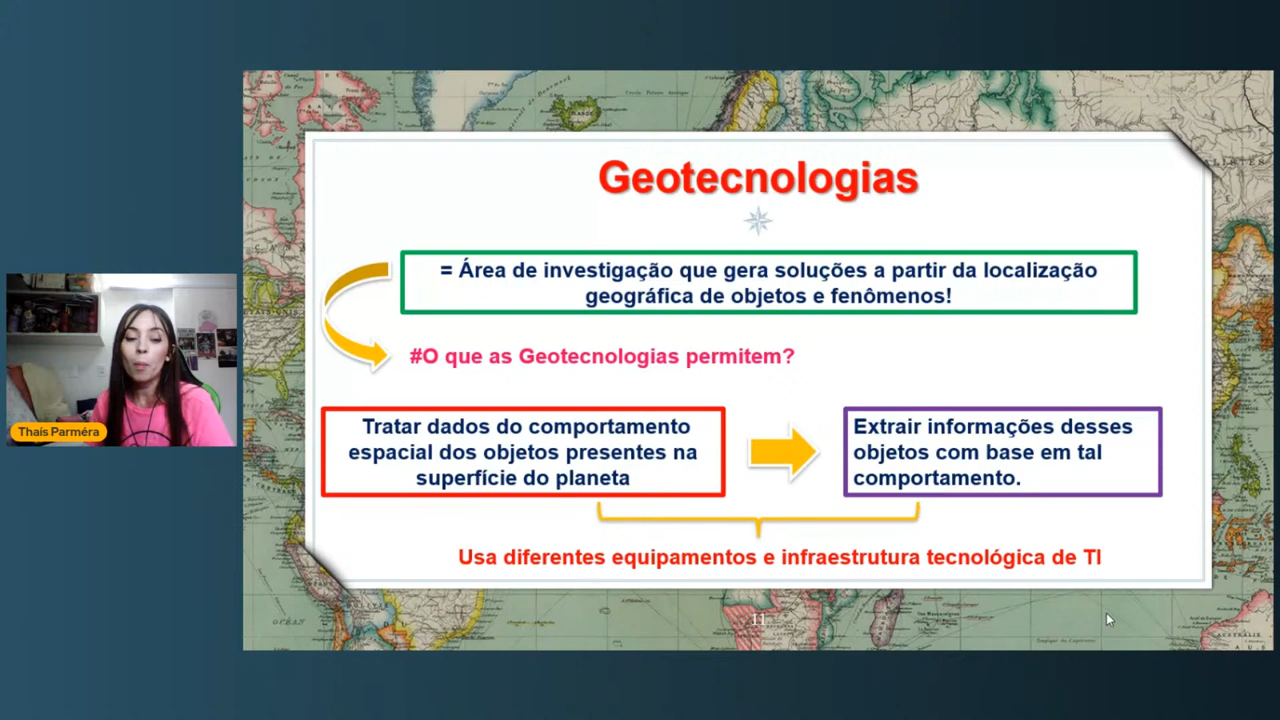 Geotecnologias
= Área de investigação que gera soluções a partir da localização
geográfica de objetos e fenômenos!
#O que as Geotecnologias permitem?
Tratar dados do comportamento
espacial dos objetos presentes na
superfície do planeta
Extrair informações desses
objetos com base em tal
comportamento.
Usa diferentes equipamentos e infraestrutura tecnológica de TI
11
Thaís Parméra